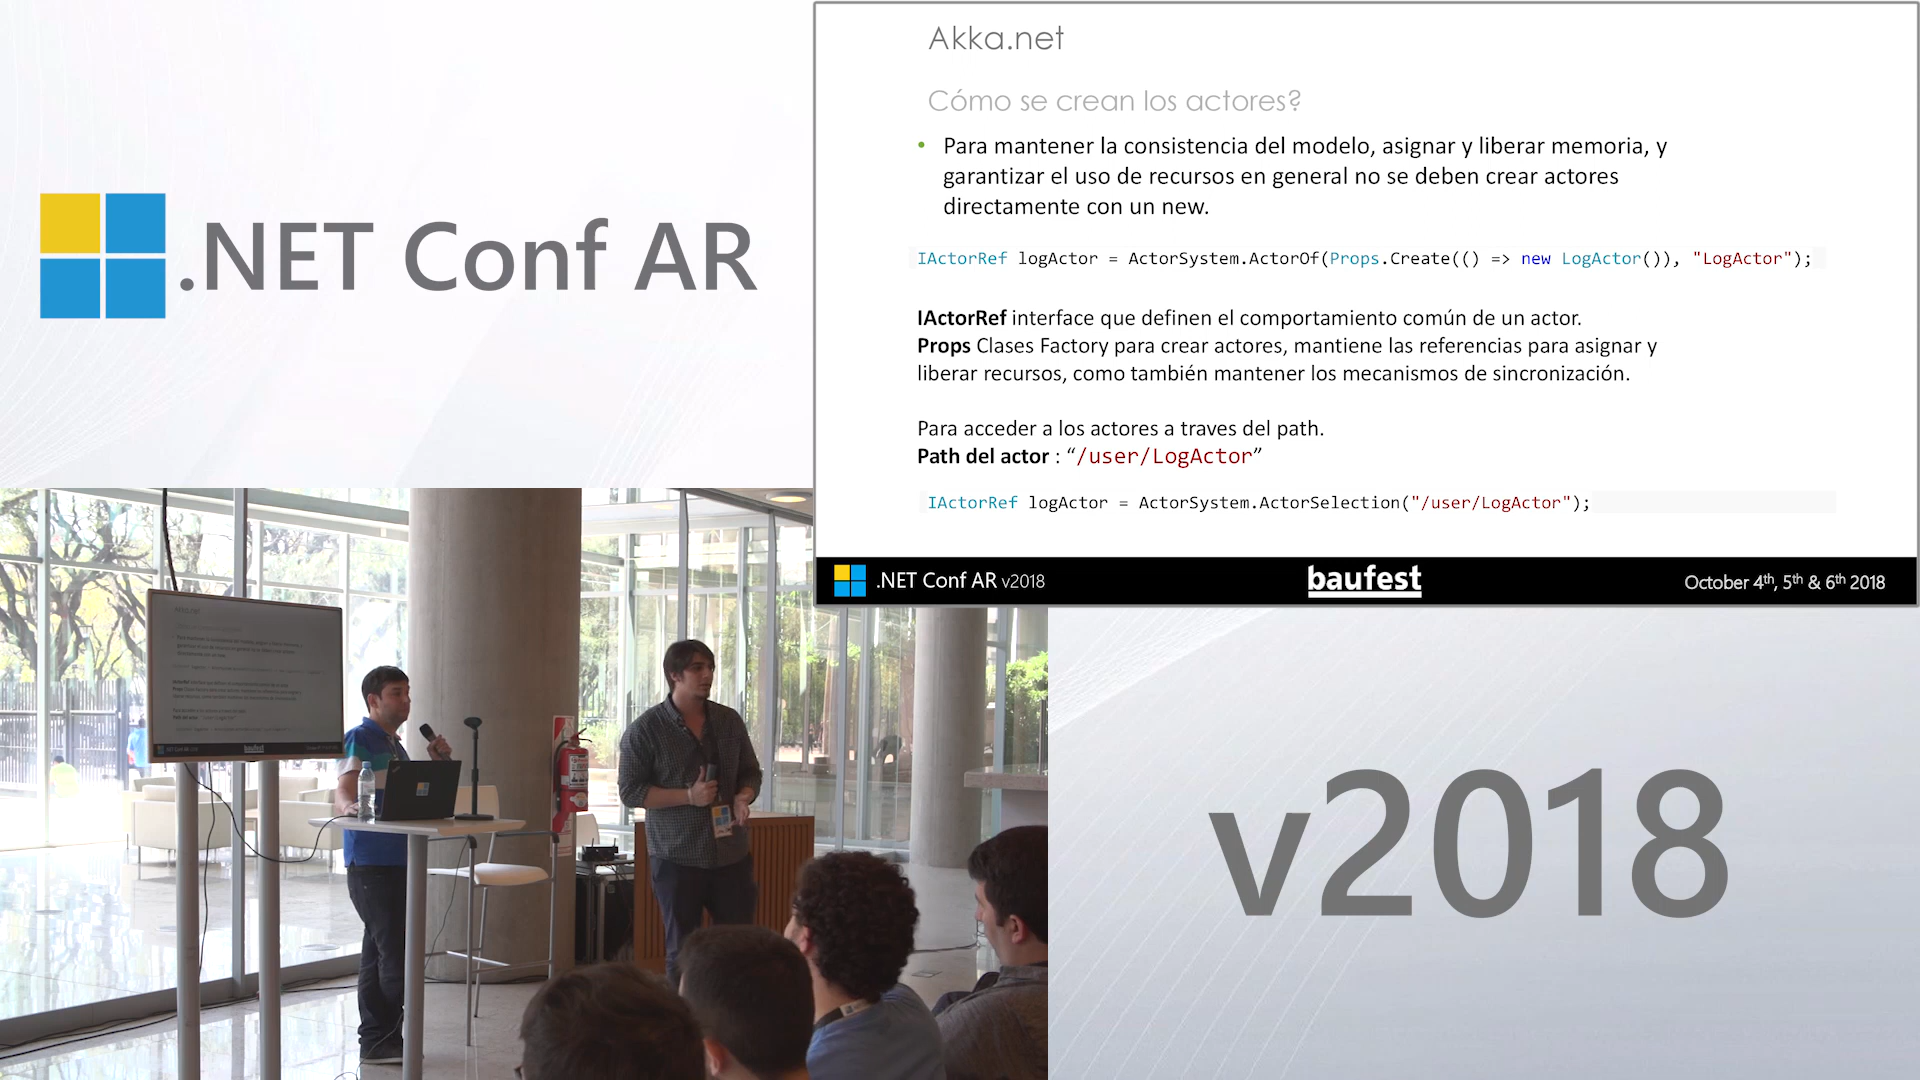 .NET Conf AR
Akka.net
Cómo se crean los actores?
• Para mantener la consistencia del modelo, asignar y liberar memoria, y
garantizar el uso de recursos en general no se deben crear actores
directamente con un new.
IActorRef logActor = ActorSystem.ActorOf(Props.Create(() => new LogActor()), "LogActor");
IActorRef interface que definen el comportamiento común de un actor.
Props Clases Factory para crear actores, mantiene las referencias para asignar y
liberar recursos, como también mantener los mecanismos de sincronización.
Para acceder a los actores a traves del path.
Path del actor : “/user/LogActor”
IActorRef logActor = ActorSystem.ActorSelection("/user/LogActor");
.NET Conf AR v2018
baufest
October 4th, 5th & 6th 2018
Akka.net
baufest
v2018